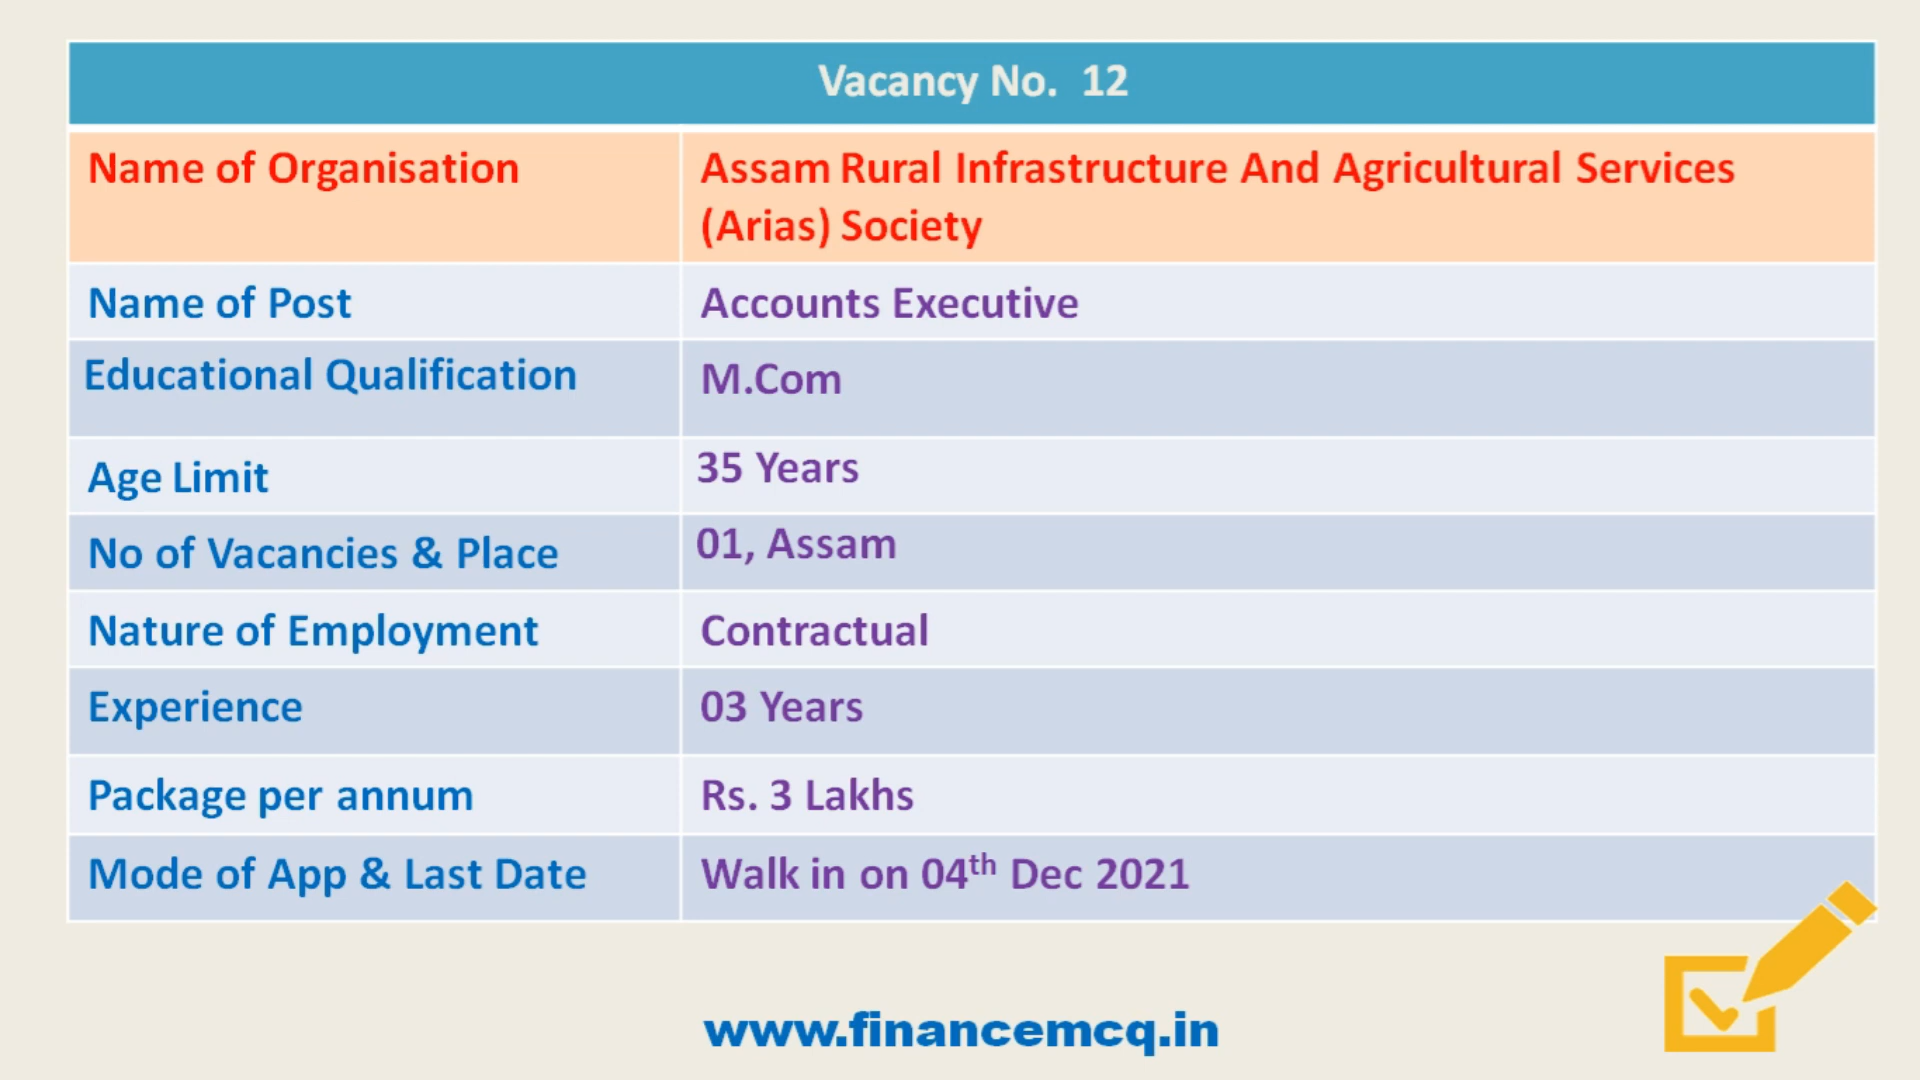 Vacancy No. 12
Name of Organisation
Assam Rural Infrastructure And Agricultural Services
(Arias) Society
Name of Post
Accounts Executive
Educational Qualification
M.Com
Age Limit
35 Years
No of Vacancies & Place
01, Assam
Nature of Employment
Contractual
Experience
03 Years
Package per annum
Rs. 3 Lakhs
Mode of App & Last Date
Walk in on 04th Dec 2021
www.financemcq.in